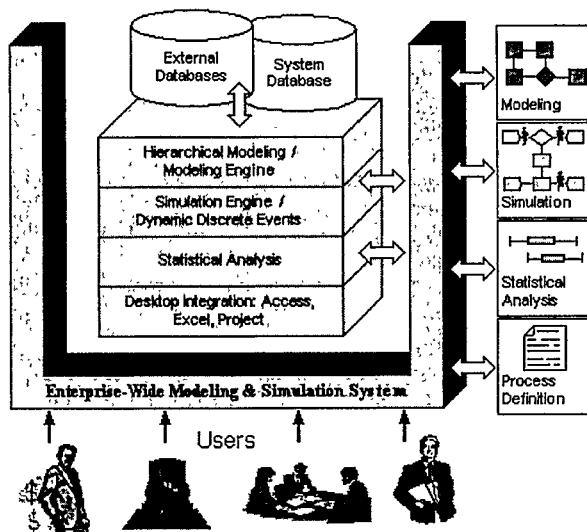 External
Databases
System
Database
Hierarchical Modeling /
Modeling Engine
Simulation Engine /
Dynamic Discrete Events
Statistical Analysis
Desktop Integration: Access,
Excel, Project
Enterprise-Wide Modeling & Simulation System
Modeling
Simulation
Statistical
Analysis
Process
Definition
Users